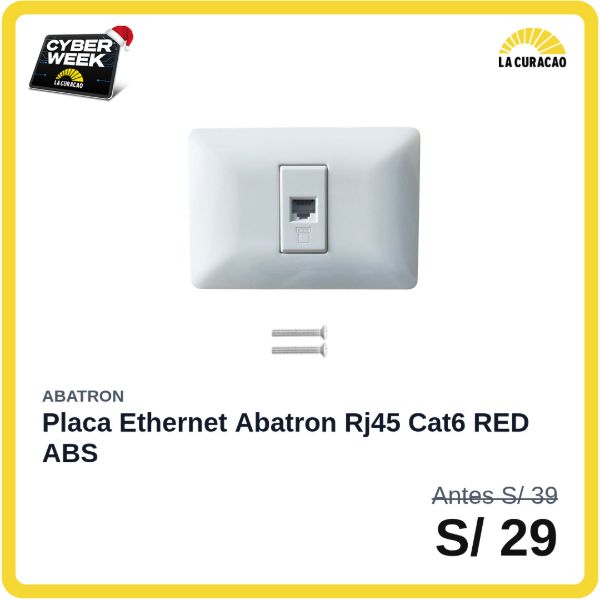 CYBER
WEEK
LA CURACAO
LA CURACAO
ABATRON
Placa Ethernet Abatron Rj45 Cat6 RED
ABS
Antes S/ 39
S/ 29